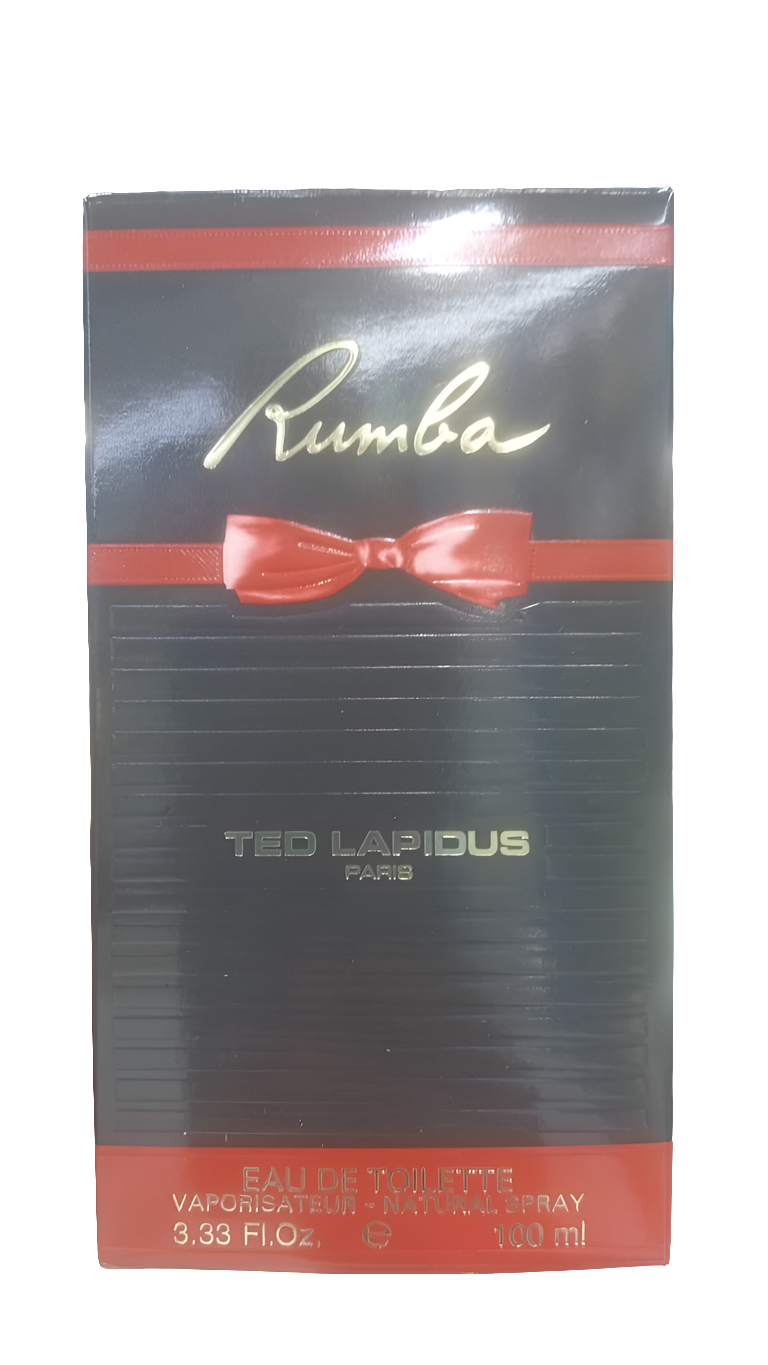 Rumba
TED LAPIDUS
PARIS
EAU DE TOILETTE
VAPORISATEUR - NATURAL SPRAY
3.33 Fl.Oz. ℮ 100 ml